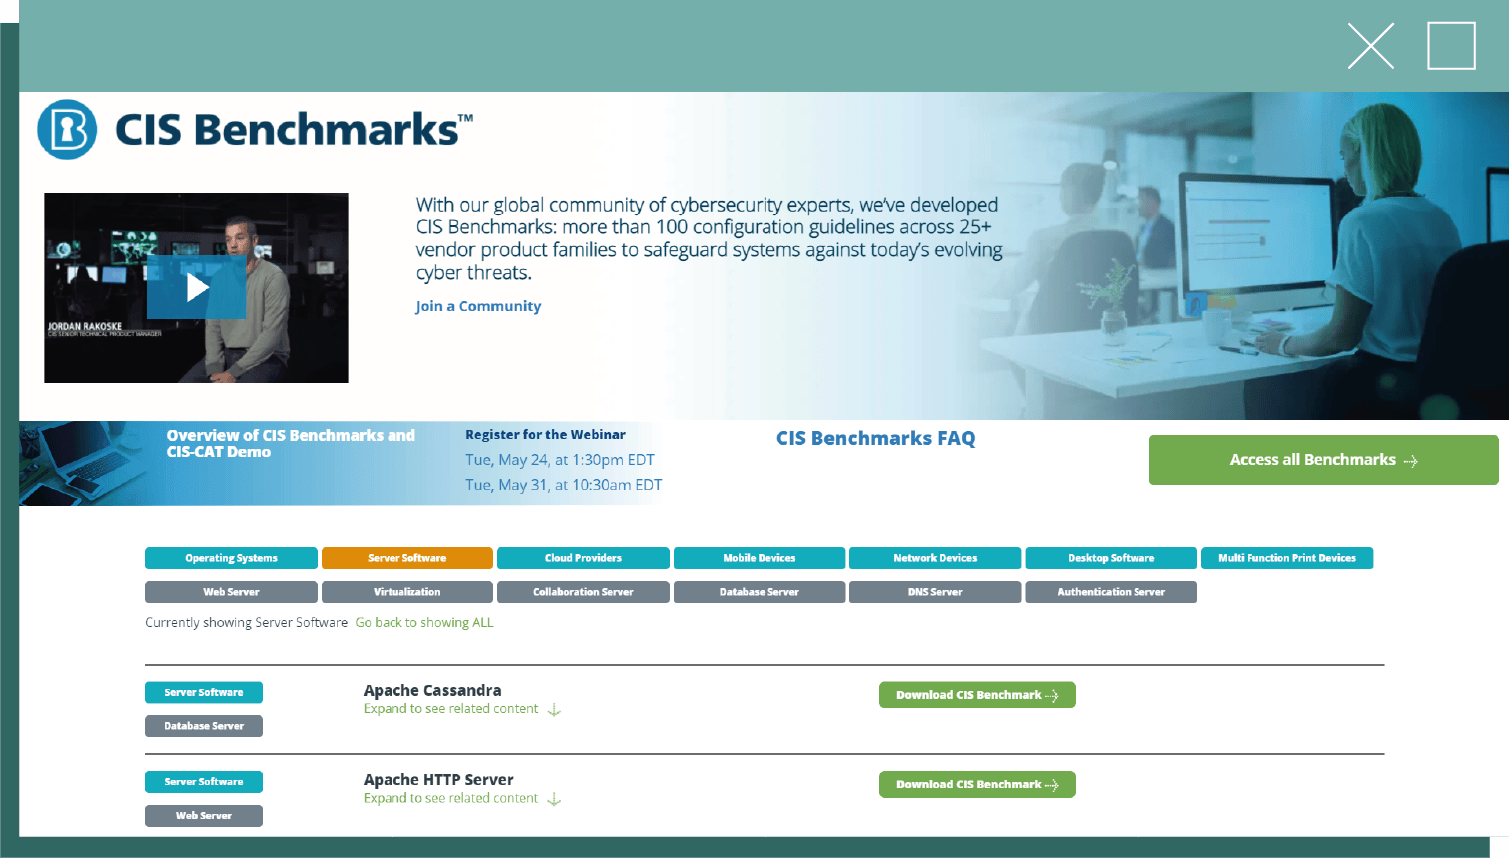 CIS Benchmarks™
With our global community of cybersecurity experts, we've developed
CIS Benchmarks: more than 100 configuration guidelines across 25+
vendor product families to safeguard systems against today's evolving
cyber threats.
Join a Community
JORDAN RAKOSKE
CIS SENIOR TECHNICAL PRODUCT MANAGER
Overview of CIS Benchmarks and
CIS-CAT Demo
Register for the Webinar
Tue, May 24, at 1:30pm EDT
Tue, May 31, at 10:30am EDT
CIS Benchmarks FAQ
Access all Benchmarks
Operating Systems
Server Software
Cloud Providers
Mobile Devices
Network Devices
Desktop Software
Multi Function Print Devices
Web Server
Virtualization
Collaboration Server
Database Server
DNS Server
Authentication Server
Currently showing Server Software Go back to showing ALL
Server Software
Database Server
Apache Cassandra
Expand to see related content
Download CIS Benchmark
Server Software
Web Server
Apache HTTP Server
Expand to see related content
Download CIS Benchmark